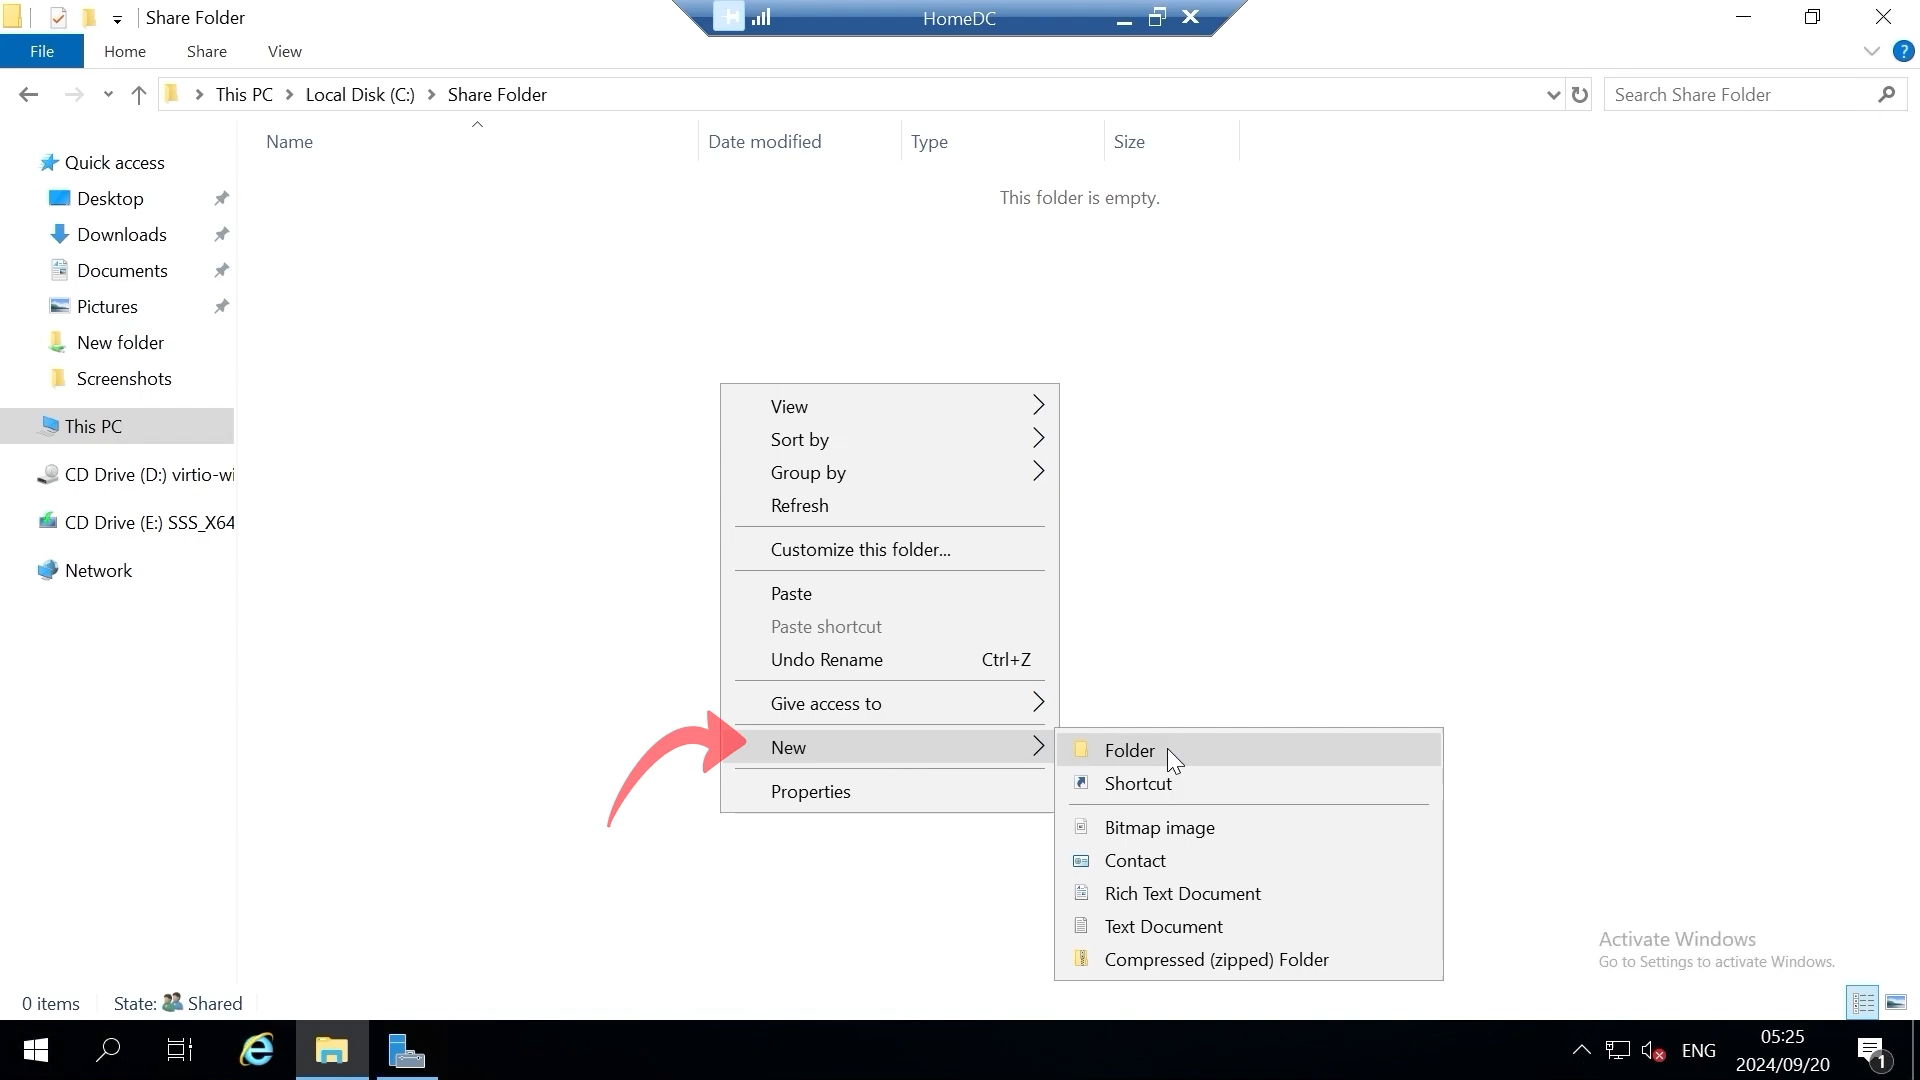 Share Folder
HomeDC
File
Home
Share
View
?
This PC
Local Disk (C:)
Share Folder
Search Share Folder
Name
Date modified
Type
Size
This folder is empty.
Quick access
Desktop
Downloads
Documents
Pictures
New folder
Screenshots
This PC
CD Drive (D:) virtio-wi
CD Drive (E:) SSS_X64
Network
View
Sort by
Group by
Refresh
Customize this folder...
Paste
Paste shortcut
Undo Rename Ctrl+Z
Give access to
New
Properties
Folder
Shortcut
Bitmap image
Contact
Rich Text Document
Text Document
Compressed (zipped) Folder
Activate Windows
Go to Settings to activate Windows.
0 items
State: Shared
ENG
05:25
2024/09/20
1